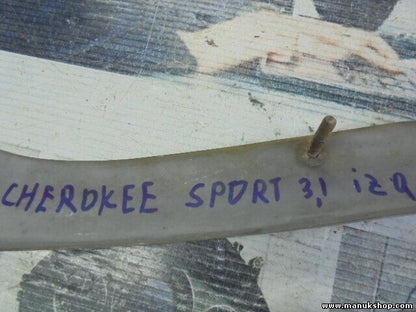 CHEROKEE SPORT 3,1 izq
www.manukshop.com